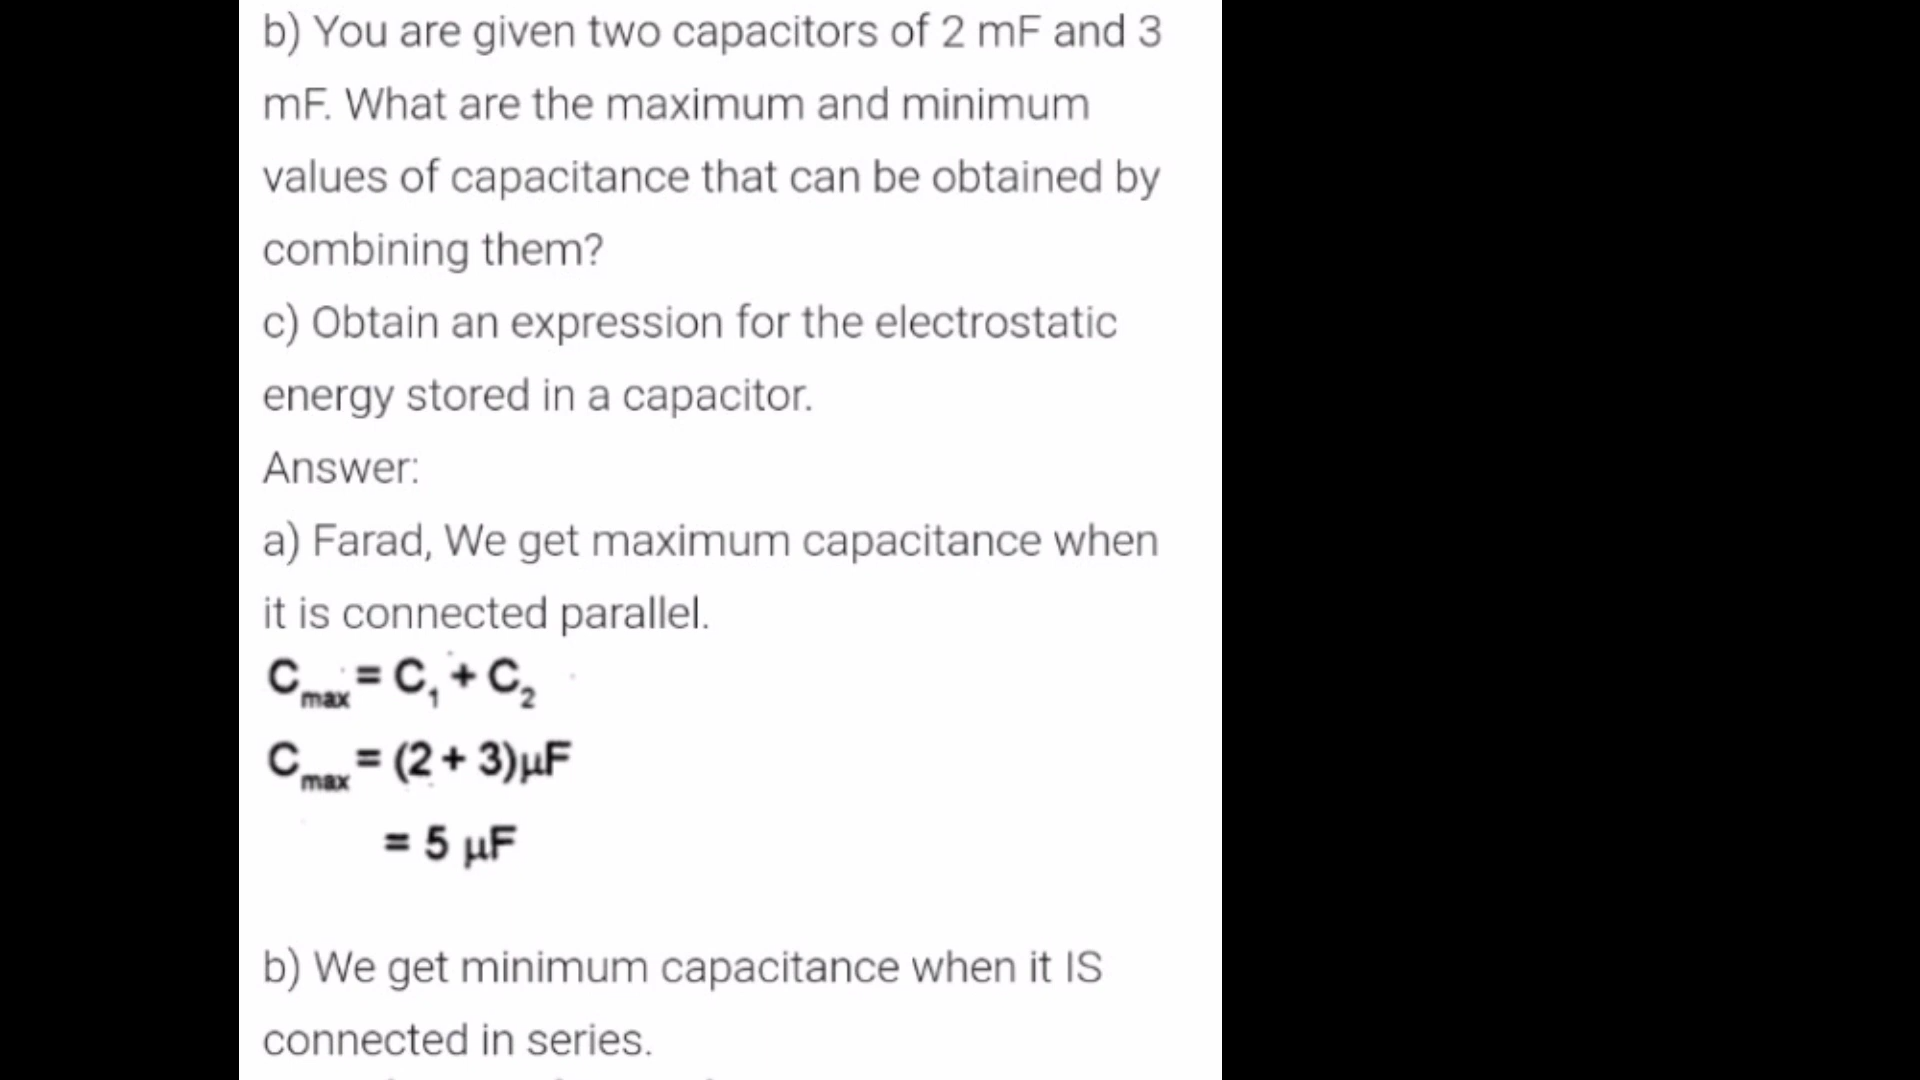 b) You are given two capacitors of 2 mF and 3
mF. What are the maximum and minimum
values of capacitance that can be obtained by
combining them?
c) Obtain an expression for the electrostatic
energy stored in a capacitor.
Answer:
a) Farad, We get maximum capacitance when
it is connected parallel.
C_max = C₁ + C₂
C_max = (2 + 3)µF
= 5 µF
b) We get minimum capacitance when it IS
connected in series.